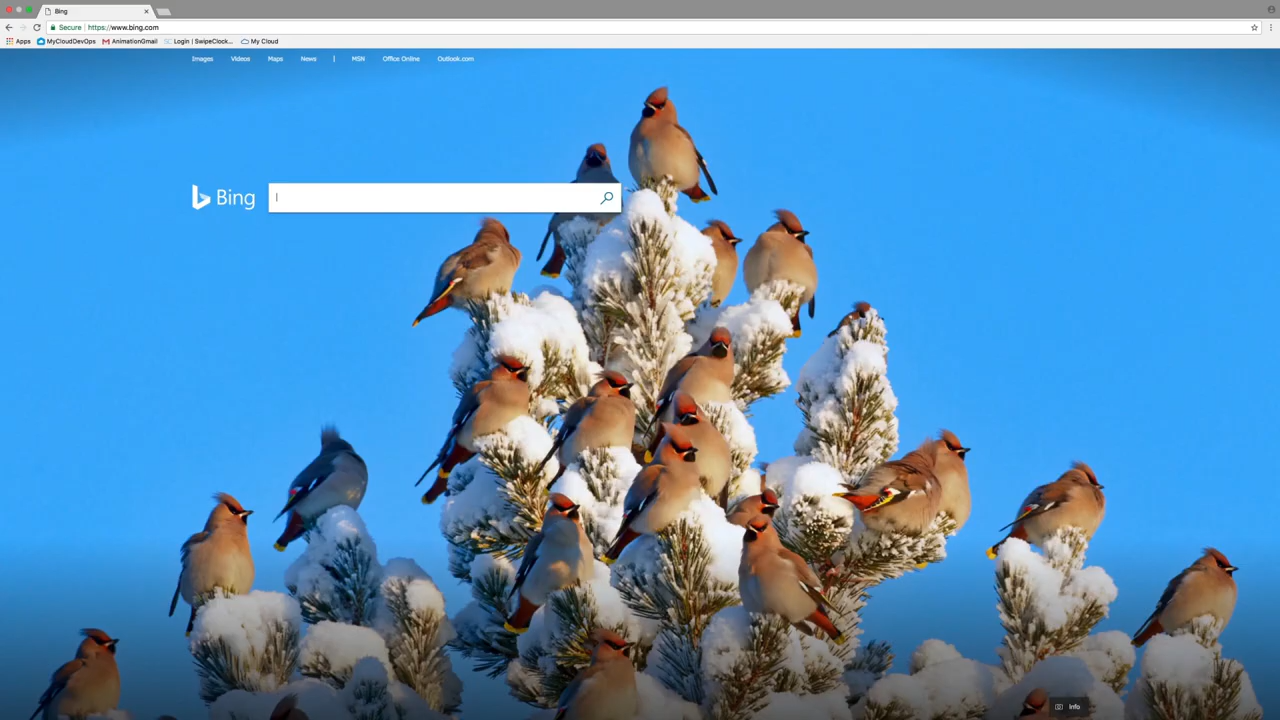 Bing
Secure https://www.bing.com
Apps MyCloudDevOps AnimationGmail Login | SwipeClock... My Cloud
Images Videos Maps News | MSN Office Online Outlook.com
Bing
Info